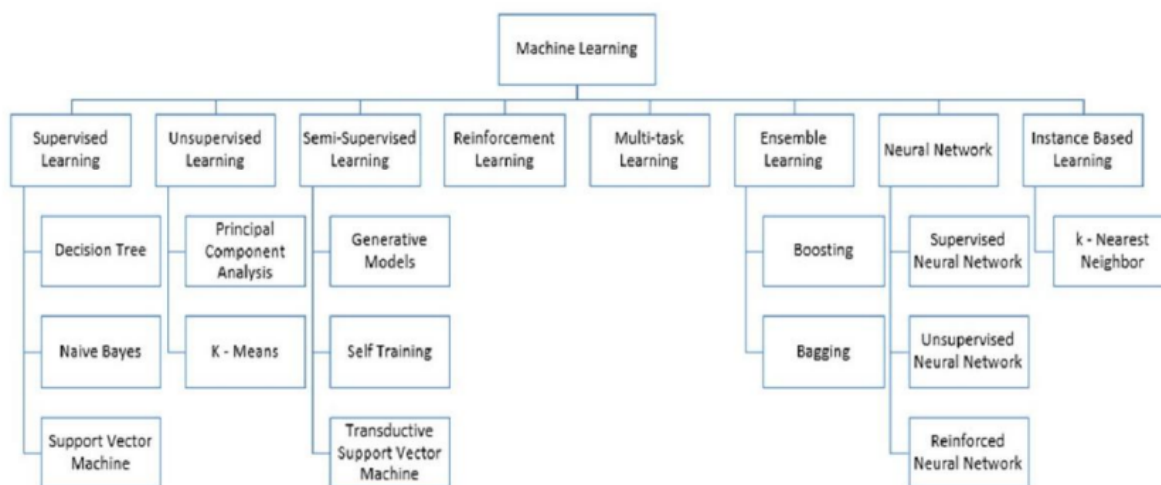 Machine Learning
Supervised
Learning
Unsupervised
Learning
Semi-Supervised
Learning
Reinforcement
Learning
Multi-task
Learning
Ensemble
Learning
Neural Network
Instance Based
Learning
Decision Tree
Principal
Component
Analysis
Generative
Models
Boosting
Supervised
Neural Network
k - Nearest
Neighbor
Naive Bayes
K - Means
Self Training
Bagging
Unsupervised
Neural Network
Support Vector
Machine
Transductive
Support Vector
Machine
Reinforced
Neural Network